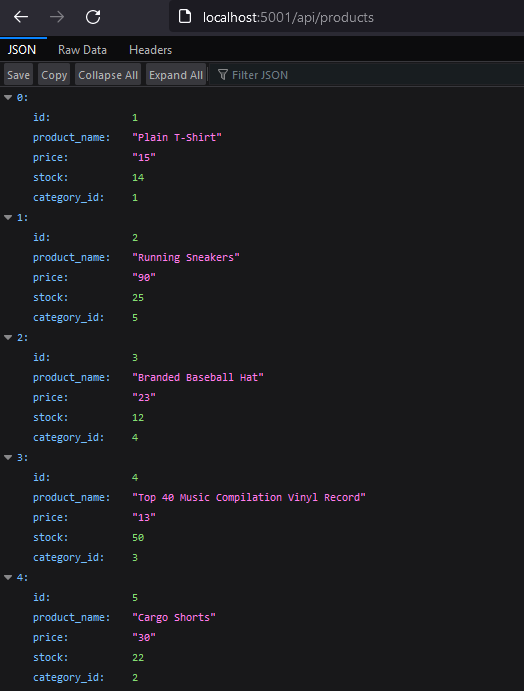 localhost:5001/api/products
JSON Raw Data Headers
Save Copy Collapse All Expand All Filter JSON
0:
id: 1
product_name: "Plain T-Shirt"
price: "15"
stock: 14
category_id: 1
1:
id: 2
product_name: "Running Sneakers"
price: "90"
stock: 25
category_id: 5
2:
id: 3
product_name: "Branded Baseball Hat"
price: "23"
stock: 12
category_id: 4
3:
id: 4
product_name: "Top 40 Music Compilation Vinyl Record"
price: "13"
stock: 50
category_id: 3
4:
id: 5
product_name: "Cargo Shorts"
price: "30"
stock: 22
category_id: 2